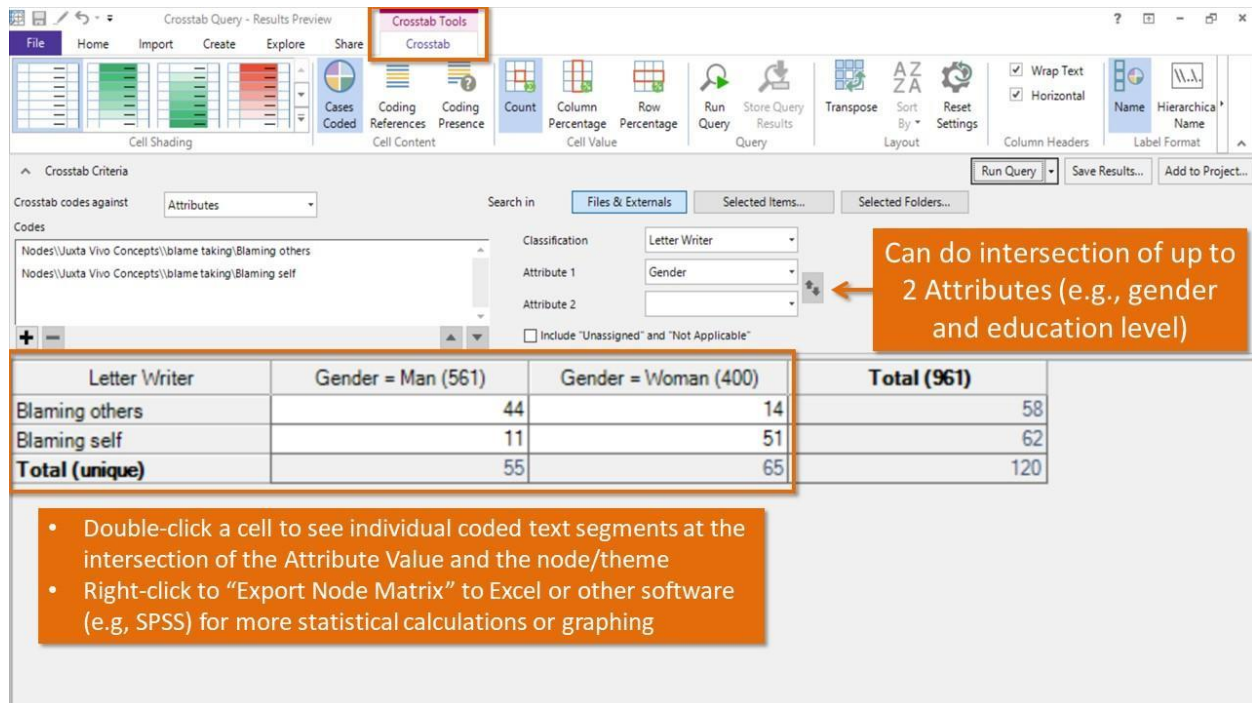 Crosstab Query - Results Preview
Crosstab Tools
?
File Home Import Create Explore Share Crosstab
Cases Coded
Coding References
Coding Presence
Count
Column Percentage
Row Percentage
Run Query
Store Query Results
Transpose
AZ
ZA
Sort By
Reset Settings
Wrap Text
Horizontal
Name
Hierarchica Name
Cell Shading
Cell Content
Cell Value
Query
Layout
Column Headers
Label Format
Crosstab Criteria
Run Query Save Results... Add to Project...
Crosstab codes against Attributes
Search in Files & Externals Selected Items... Selected Folders...
Codes
Nodes\\Juxta Vivo Concepts\\blame taking\Blaming others
Nodes\\Juxta Vivo Concepts\\blame taking\Blaming self
Classification Letter Writer
Attribute 1 Gender
Attribute 2
Include "Unassigned" and "Not Applicable"
Can do intersection of up to
2 Attributes (e.g., gender
and education level)
Letter Writer Gender = Man (561) Gender = Woman (400) Total (961)
Blaming others 44 14 58
Blaming self 11 51 62
Total (unique) 55 65 120
• Double-click a cell to see individual coded text segments at the
intersection of the Attribute Value and the node/theme
• Right-click to “Export Node Matrix” to Excel or other software
(e.g, SPSS) for more statistical calculations or graphing